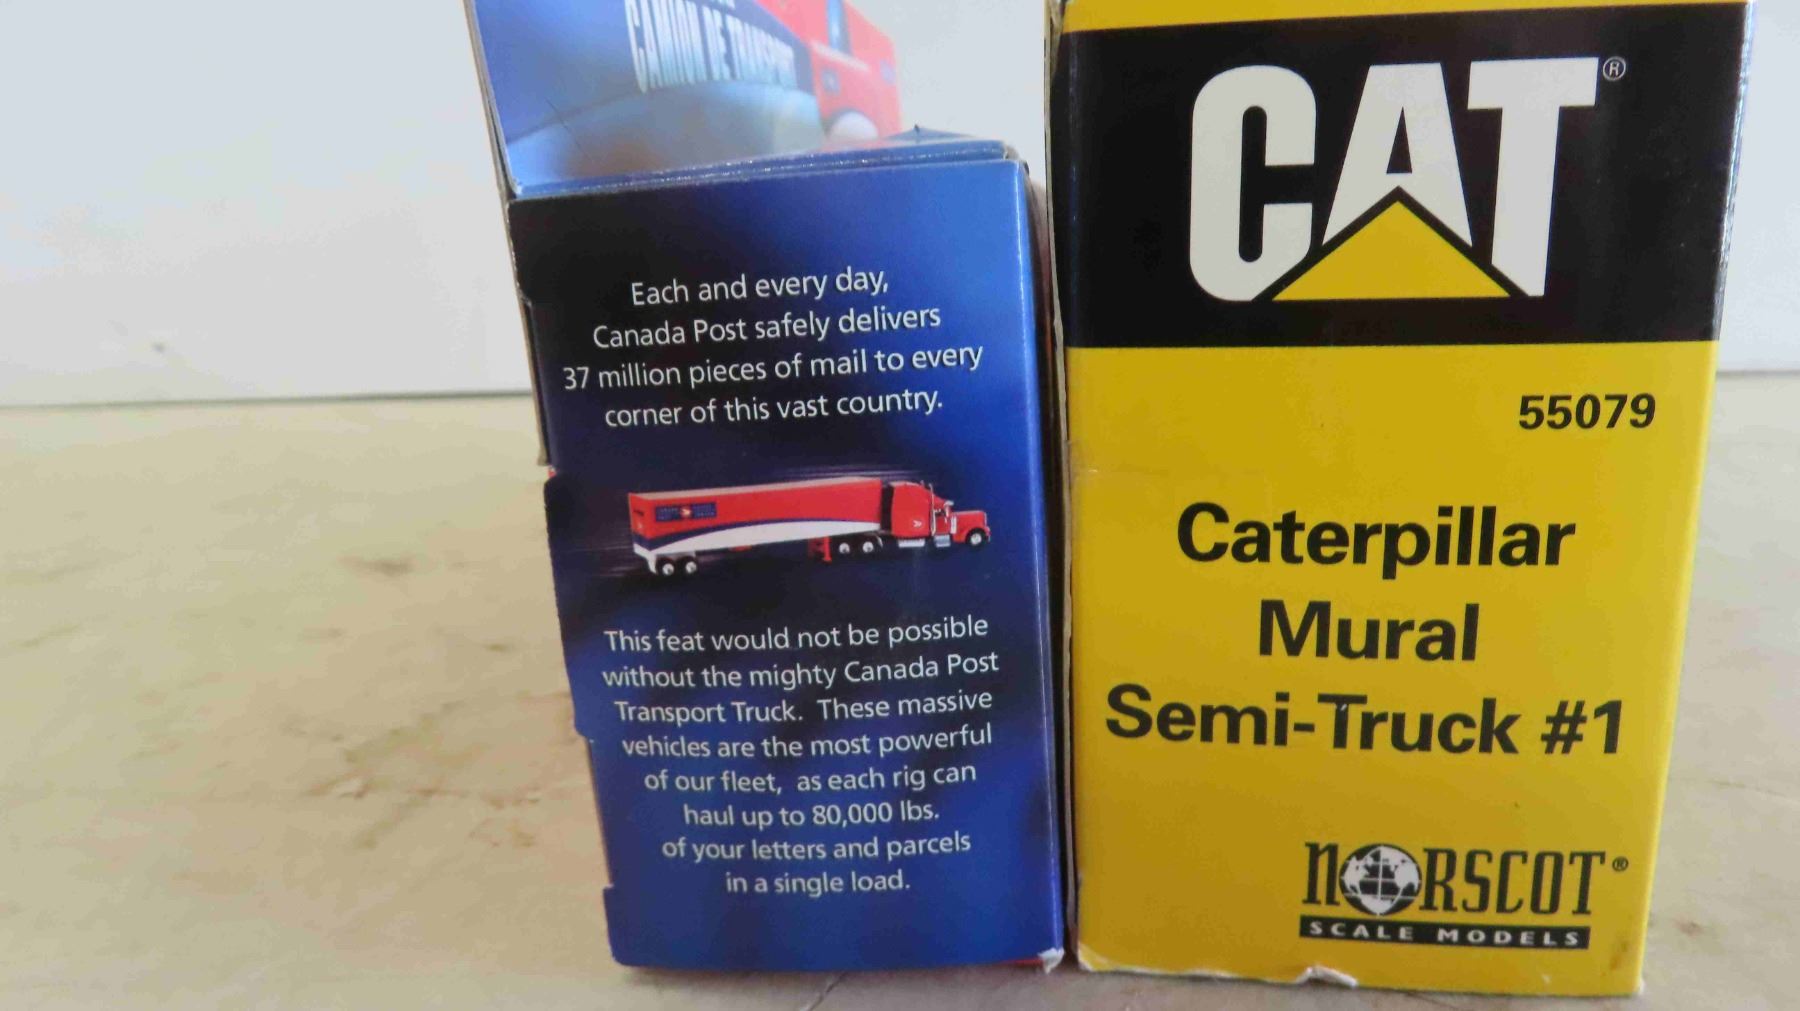 CAMION DE TRANSPORT
Each and every day,
Canada Post safely delivers
37 million pieces of mail to every
corner of this vast country.
This feat would not be possible
without the mighty Canada Post
Transport Truck. These massive
vehicles are the most powerful
of our fleet, as each rig can
haul up to 80,000 lbs.
of your letters and parcels
in a single load.
CAT®
55079
Caterpillar
Mural
Semi-Truck #1
NORSCOT®
SCALE MODELS